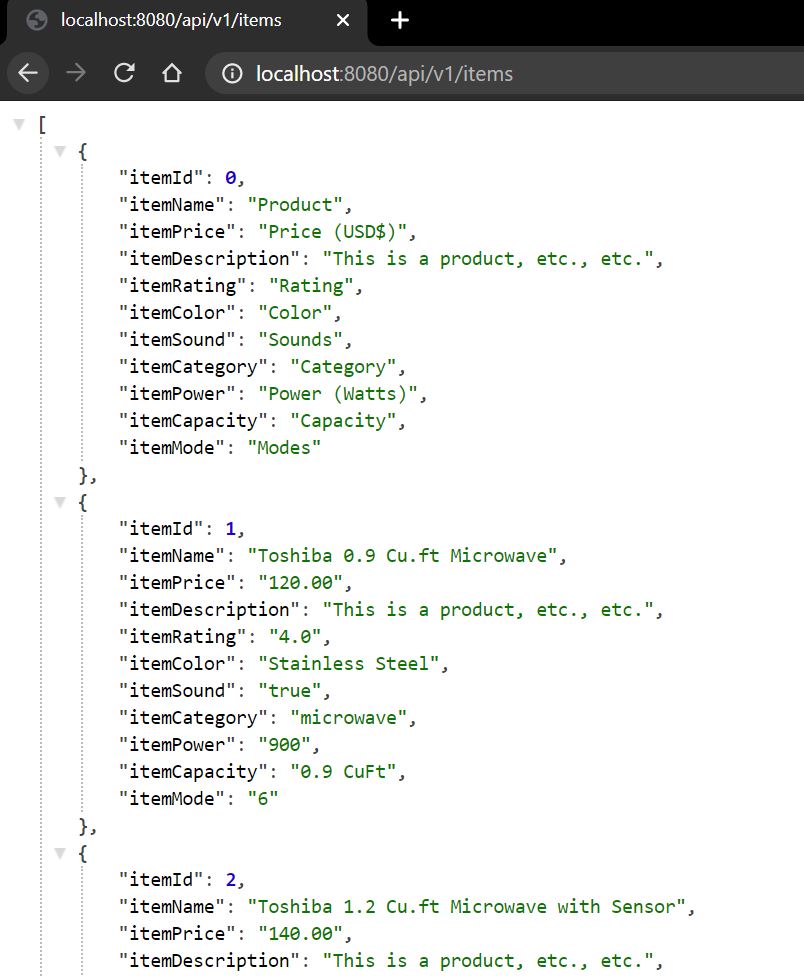 localhost:8080/api/v1/items
localhost:8080/api/v1/items
[
{
"itemId": 0,
"itemName": "Product",
"itemPrice": "Price (USD$)",
"itemDescription": "This is a product, etc., etc.",
"itemRating": "Rating",
"itemColor": "Color",
"itemSound": "Sounds",
"itemCategory": "Category",
"itemPower": "Power (Watts)",
"itemCapacity": "Capacity",
"itemMode": "Modes"
},
{
"itemId": 1,
"itemName": "Toshiba 0.9 Cu.ft Microwave",
"itemPrice": "120.00",
"itemDescription": "This is a product, etc., etc.",
"itemRating": "4.0",
"itemColor": "Stainless Steel",
"itemSound": "true",
"itemCategory": "microwave",
"itemPower": "900",
"itemCapacity": "0.9 CuFt",
"itemMode": "6"
},
{
"itemId": 2,
"itemName": "Toshiba 1.2 Cu.ft Microwave with Sensor",
"itemPrice": "140.00",
"itemDescription": "This is a product, etc., etc.",